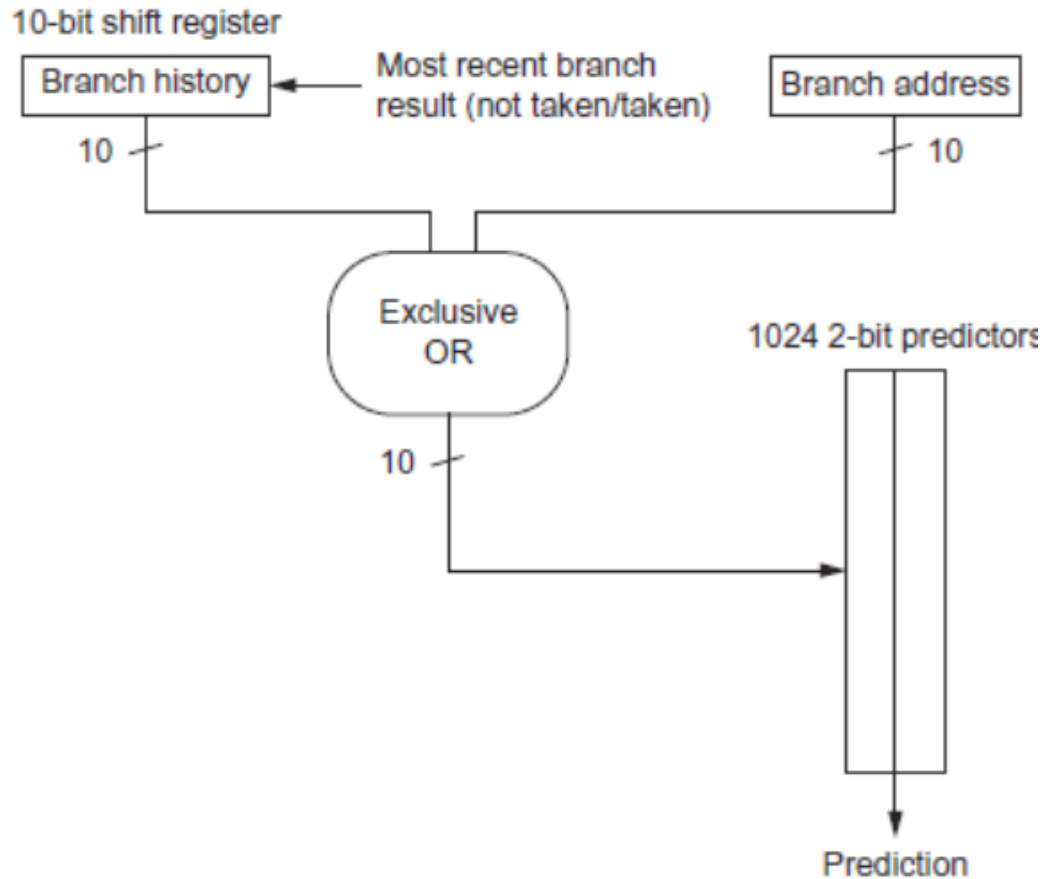 10-bit shift register
Branch history
Most recent branch
result (not taken/taken)
Branch address
10
10
Exclusive
OR
1024 2-bit predictors
10
Prediction